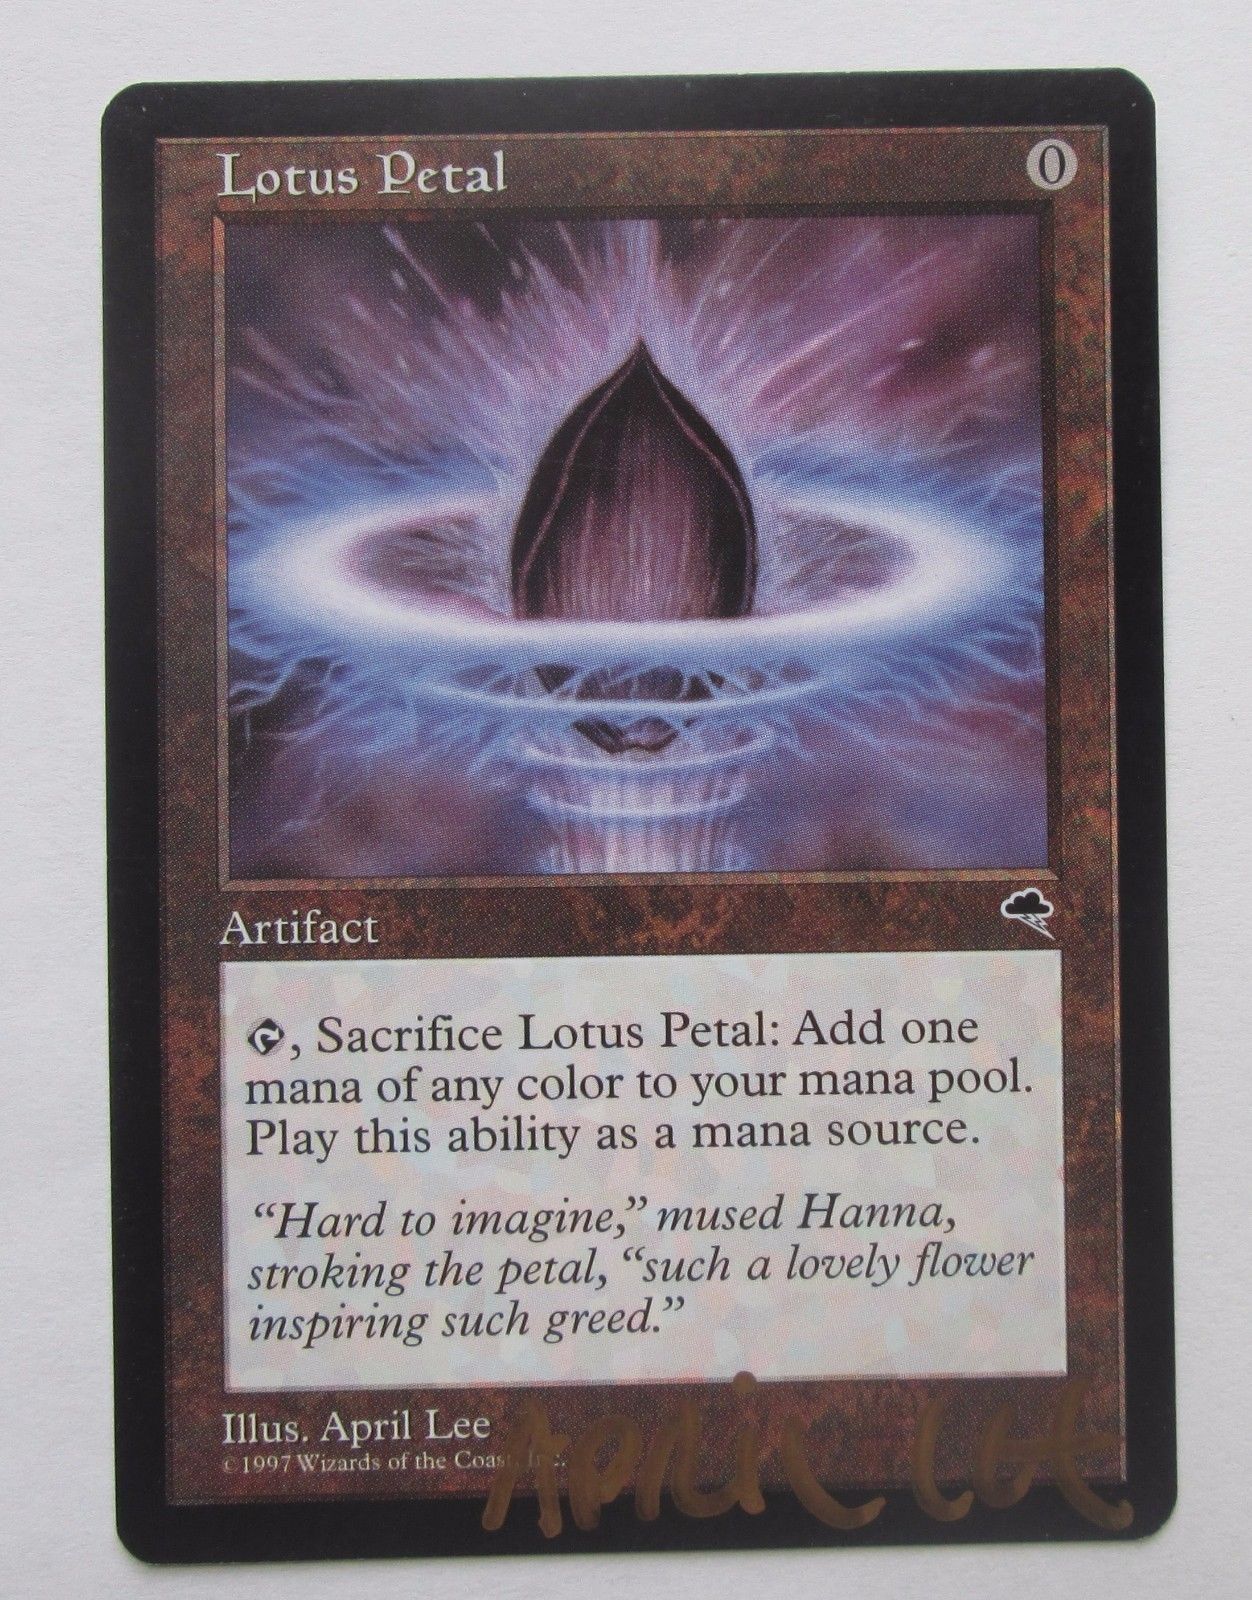 Lotus Petal
0
Artifact
, Sacrifice Lotus Petal: Add one
mana of any color to your mana pool.
Play this ability as a mana source.
“Hard to imagine,” mused Hanna,
stroking the petal, “such a lovely flower
inspiring such greed.”
Illus. April Lee
© 1997 Wizards of the Coast, Inc.
April Lee